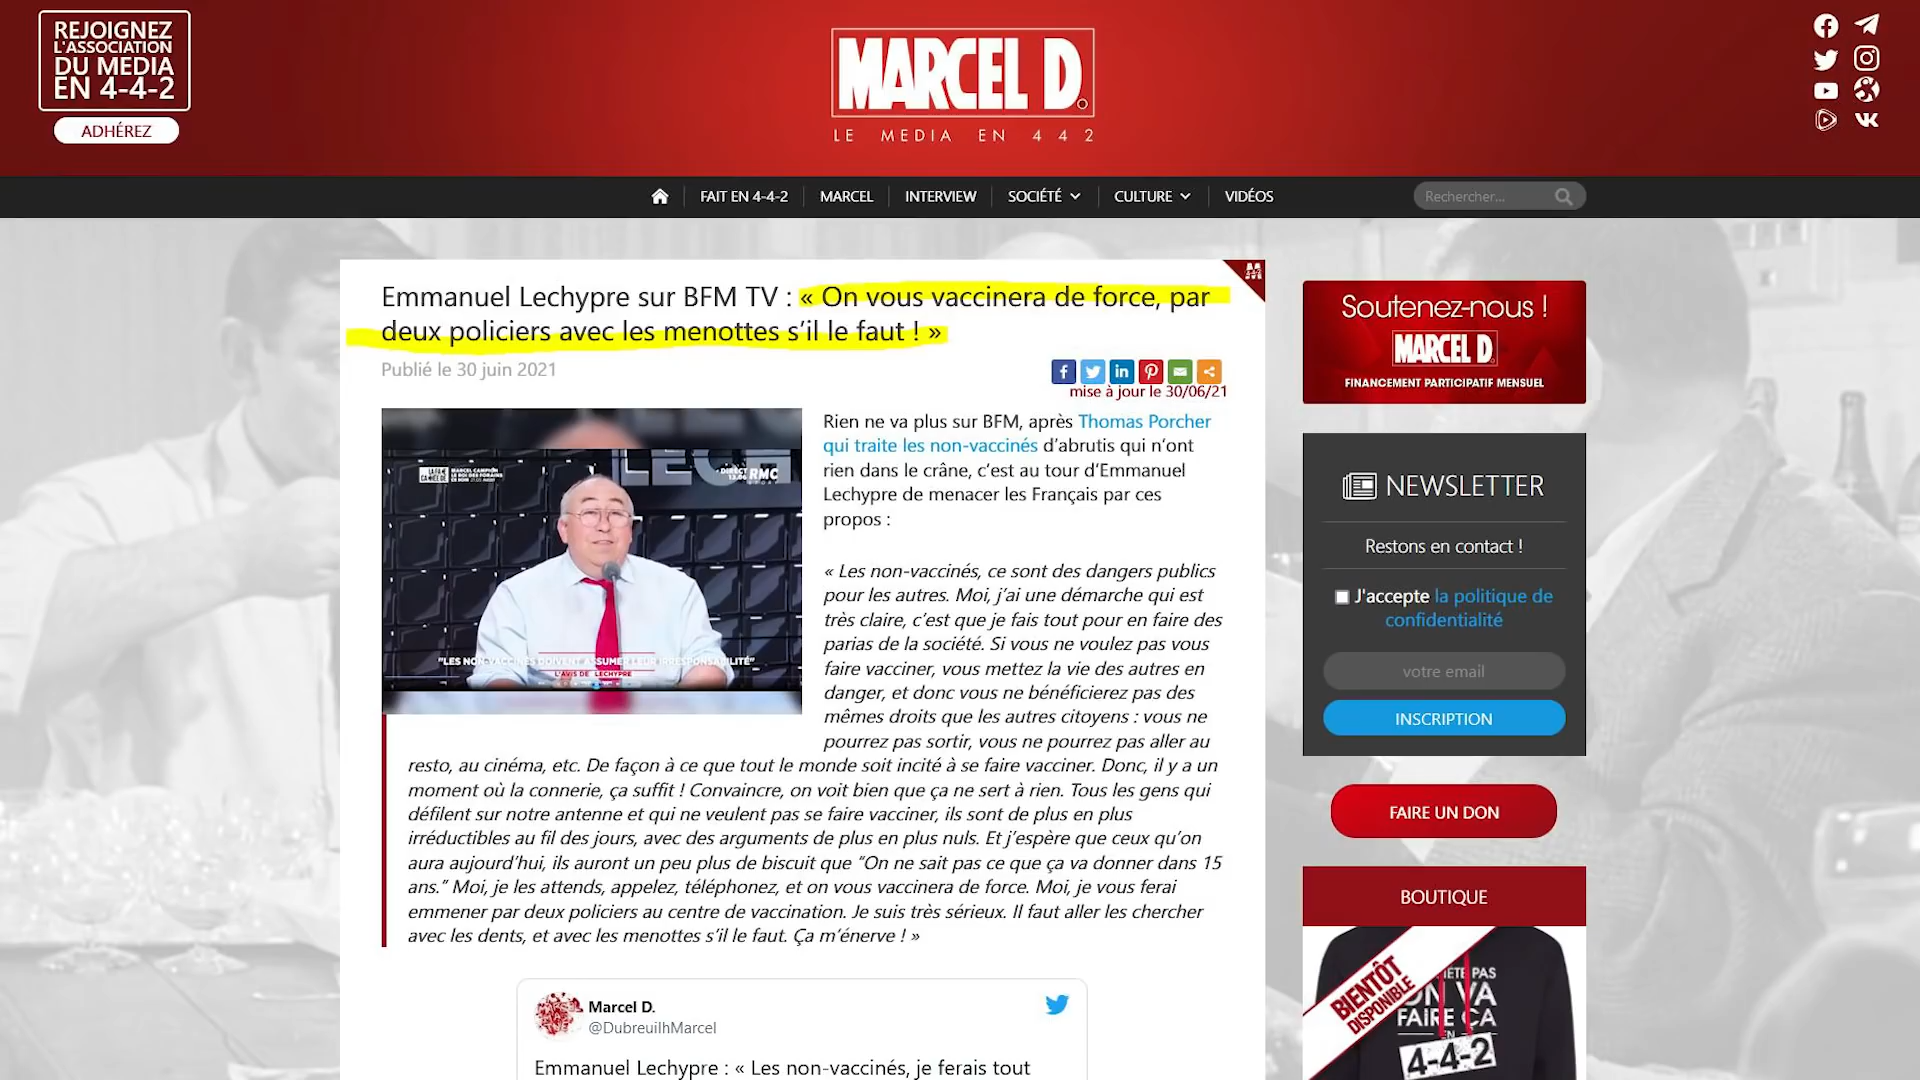 REJOIGNEZ
L'ASSOCIATION
DU MEDIA
EN 4-4-2
ADHÉREZ
MARCEL D.
LE MEDIA EN 442
FAIT EN 4-4-2
MARCEL
INTERVIEW
SOCIÉTÉ
CULTURE
VIDÉOS
Rechercher...
Emmanuel Lechypre sur BFM TV : « On vous vaccinera de force, par
deux policiers avec les menottes s’il le faut ! »
Publié le 30 juin 2021
mise à jour le 30/06/21
LECH
MARCEL CAMPION
LE ROI DES FORAINS
DIRECT
RMC
"LES NON-VACCINÉS DOIVENT ASSUMER LEUR IRRESPONSABILITÉ"
L'AVIS DE LECHYPRE
Rien ne va plus sur BFM, après Thomas Porcher
qui traite les non-vaccinés d’abrutis qui n’ont
rien dans le crâne, c’est au tour d’Emmanuel
Lechypre de menacer les Français par ces
propos :
« Les non-vaccinés, ce sont des dangers publics
pour les autres. Moi, j’ai une démarche qui est
très claire, c’est que je fais tout pour en faire des
parias de la société. Si vous ne voulez pas vous
faire vacciner, vous mettez la vie des autres en
danger, et donc vous ne bénéficierez pas des
mêmes droits que les autres citoyens : vous ne
pourrez pas sortir, vous ne pourrez pas aller au
resto, au cinéma, etc. De façon à ce que tout le monde soit incité à se faire vacciner. Donc, il y a un
moment où la connerie, ça suffit ! Convaincre, on voit bien que ça ne sert à rien. Tous les gens qui
défilent sur notre antenne et qui ne veulent pas se faire vacciner, ils sont de plus en plus
irréductibles au fil des jours, avec des arguments de plus en plus nuls. Et j’espère que ceux qu’on
aura aujourd’hui, ils auront un peu plus de biscuit que “On ne sait pas ce que ça va donner dans 15
ans.” Moi, je les attends, appelez, téléphonez, et on vous vaccinera de force. Moi, je vous ferai
emmener par deux policiers au centre de vaccination. Je suis très sérieux. Il faut aller les chercher
avec les dents, et avec les menottes s’il le faut. Ça m’énerve ! »
Marcel D.
@DubreuilhMarcel
Emmanuel Lechypre : « Les non-vaccinés, je ferais tout
Soutenez-nous !
MARCEL D.
FINANCEMENT PARTICIPATIF MENSUEL
NEWSLETTER
Restons en contact !
J'accepte la politique de
confidentialité
votre email
INSCRIPTION
FAIRE UN DON
BOUTIQUE
BIENTÔT
DISPONIBLE
PAS
ON VA
FAIRE ÇA
EN
4-4-2